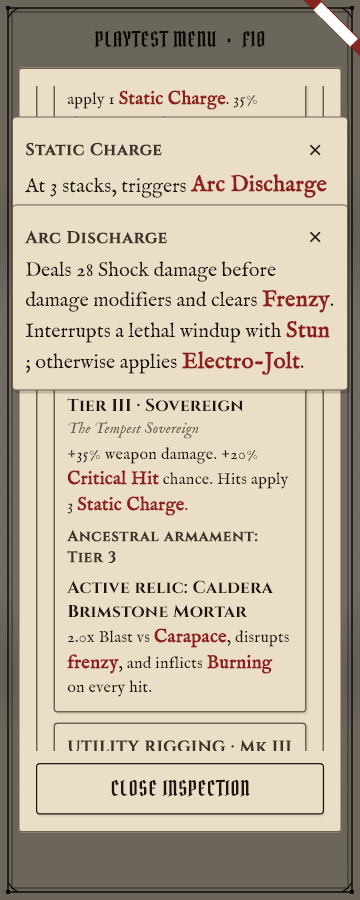 PLAYTEST MENU · F10
apply 1 Static Charge. 35%
STATIC CHARGE ×
At 3 stacks, triggers Arc Discharge
ARC DISCHARGE ×
Deals 28 Shock damage before
damage modifiers and clears Frenzy.
Interrupts a lethal windup with Stun
; otherwise applies Electro-Jolt.
TIER III · SOVEREIGN
The Tempest Sovereign
+35% weapon damage. +20%
Critical Hit chance. Hits apply
3 Static Charge.
ANCESTRAL ARMAMENT:
TIER 3
ACTIVE RELIC: CALDERA
BRIMSTONE MORTAR
2.0x Blast vs Carapace, disrupts
frenzy, and inflicts Burning
on every hit.
UTILITY RIGGING · MK III
CLOSE INSPECTION